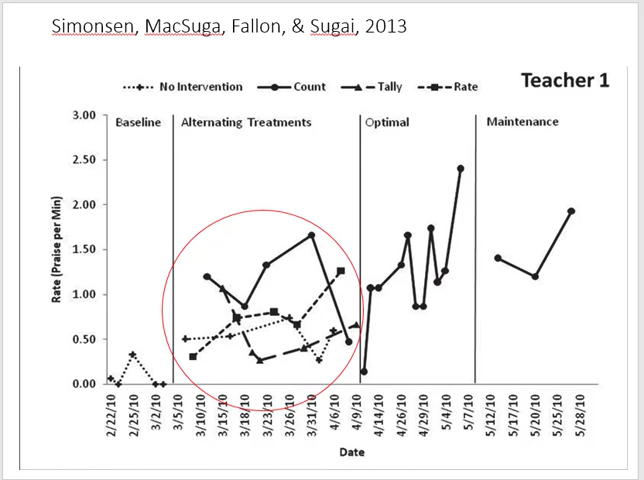 Simonsen, MacSuga, Fallon, & Sugai, 2013
No Intervention Count Tally Rate
Teacher 1
Baseline Alternating Treatments Optimal Maintenance
Rate (Praise per Min)
3.00
2.50
2.00
1.50
1.00
0.50
0.00
2/22/10 2/25/10 3/2/10 3/5/10 3/10/10 3/15/10 3/18/10 3/23/10 3/26/10 3/31/10 4/6/10 4/9/10 4/14/10 4/26/10 4/29/10 5/4/10 5/7/10 5/12/10 5/17/10 5/20/10 5/25/10 5/28/10
Date